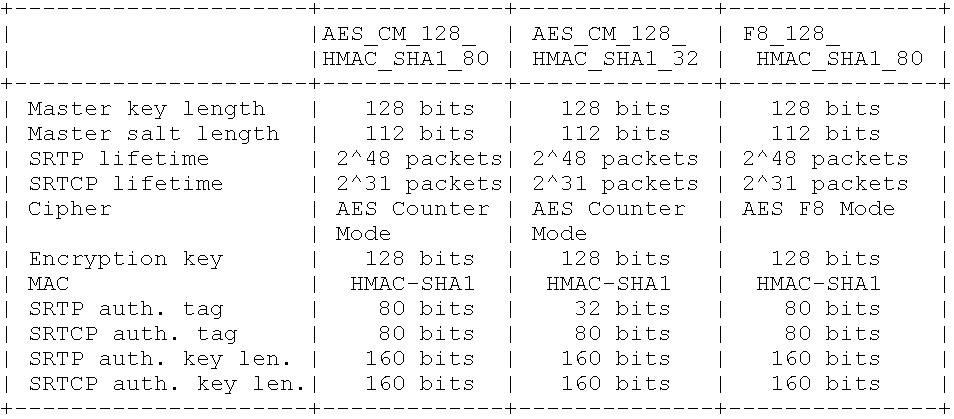 +---------------------+----------------+---------------+---------------+
|                     |AES_CM_128_     | AES_CM_128_   | F8_128_       |
|                     |HMAC_SHA1_80    | HMAC_SHA1_32  |  HMAC_SHA1_80 |
+---------------------+----------------+---------------+---------------+
| Master key length   |   128 bits     |   128 bits    |   128 bits    |
| Master salt length  |   112 bits     |   112 bits    |   112 bits    |
| SRTP lifetime       | 2^48 packets| 2^48 packets  | 2^48 packets  |
| SRTCP lifetime      | 2^31 packets| 2^31 packets  | 2^31 packets  |
| Cipher              | AES Counter    | AES Counter   | AES F8 Mode   |
|                     | Mode           | Mode          |               |
| Encryption key      |   128 bits     |   128 bits    |   128 bits    |
| MAC                 |  HMAC-SHA1     |  HMAC-SHA1    |  HMAC-SHA1    |
| SRTP auth. tag      |    80 bits     |    32 bits    |    80 bits    |
| SRTCP auth. tag     |    80 bits     |    80 bits    |    80 bits    |
| SRTP auth. key len. |   160 bits     |   160 bits    |   160 bits    |
| SRTCP auth. key len.|   160 bits     |   160 bits    |   160 bits    |
+---------------------+----------------+---------------+---------------+